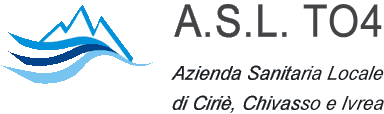 A.S.L. TO4
Azienda Sanitaria Locale
di Ciriè, Chivasso e Ivrea